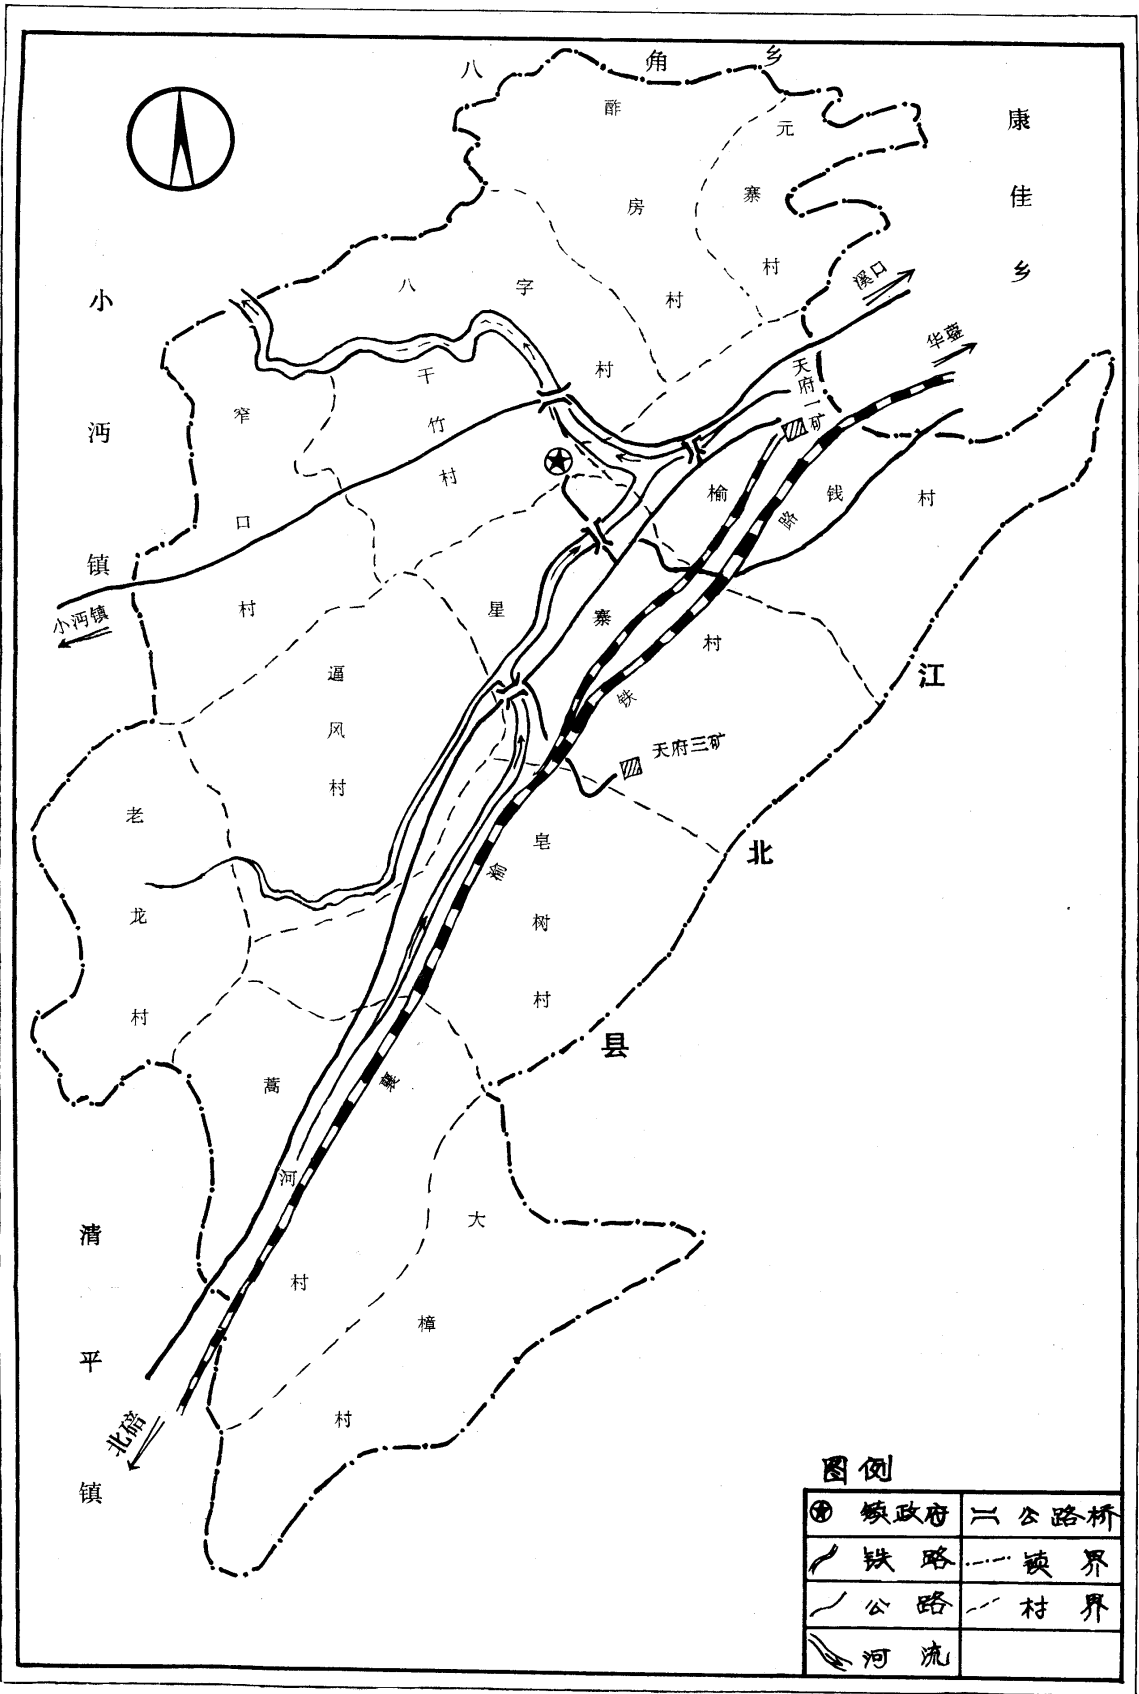 八角乡
康佳乡
小沔镇
清平镇
江北县
酢房村
元寨村
八字村
干竹村
窄口村
星寨村
榆钱村
逼风村
老龙村
皂树村
蒿河村
大樟村
天府一矿
天府三矿
襄渝铁路
溪口
华蓥
小沔镇
北碚
图例
镇政府
公路桥
铁路
镇界
公路
村界
河流